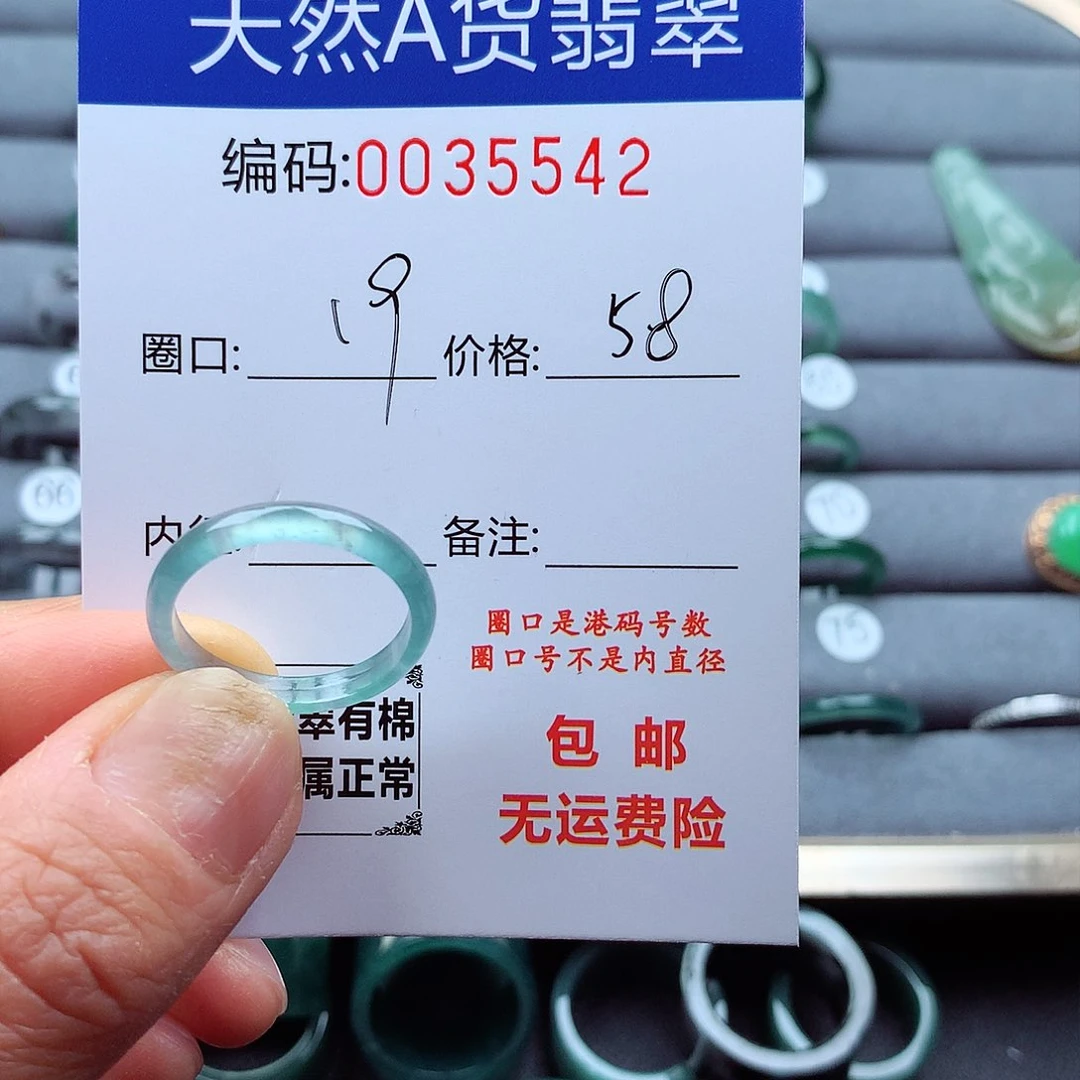 天然A货翡翠
编码:0035542
圈口: 19 价格: 58
备注:
圈口是港码号数
圈口号不是内直径
翠有棉
属正常
包邮
无运费险
66
15